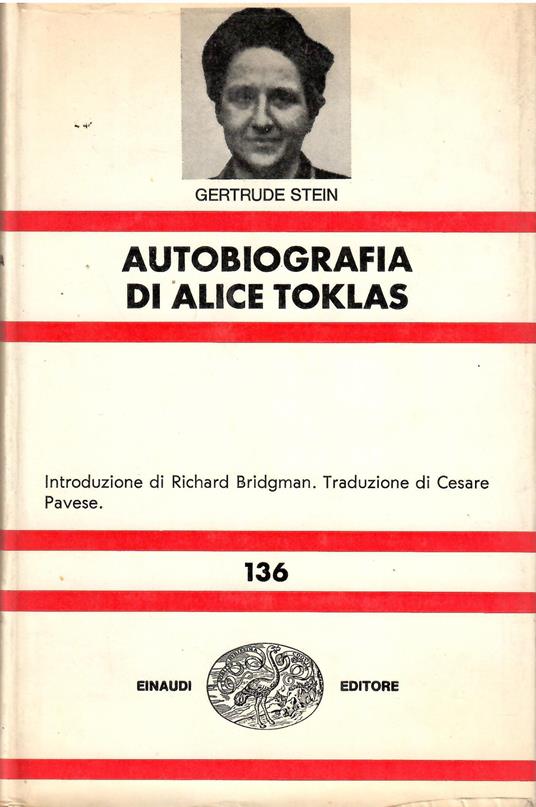 GERTRUDE STEIN
AUTOBIOGRAFIA
DI ALICE TOKLAS
Introduzione di Richard Bridgman. Traduzione di Cesare
Pavese.
136
EINAUDI EDITORE